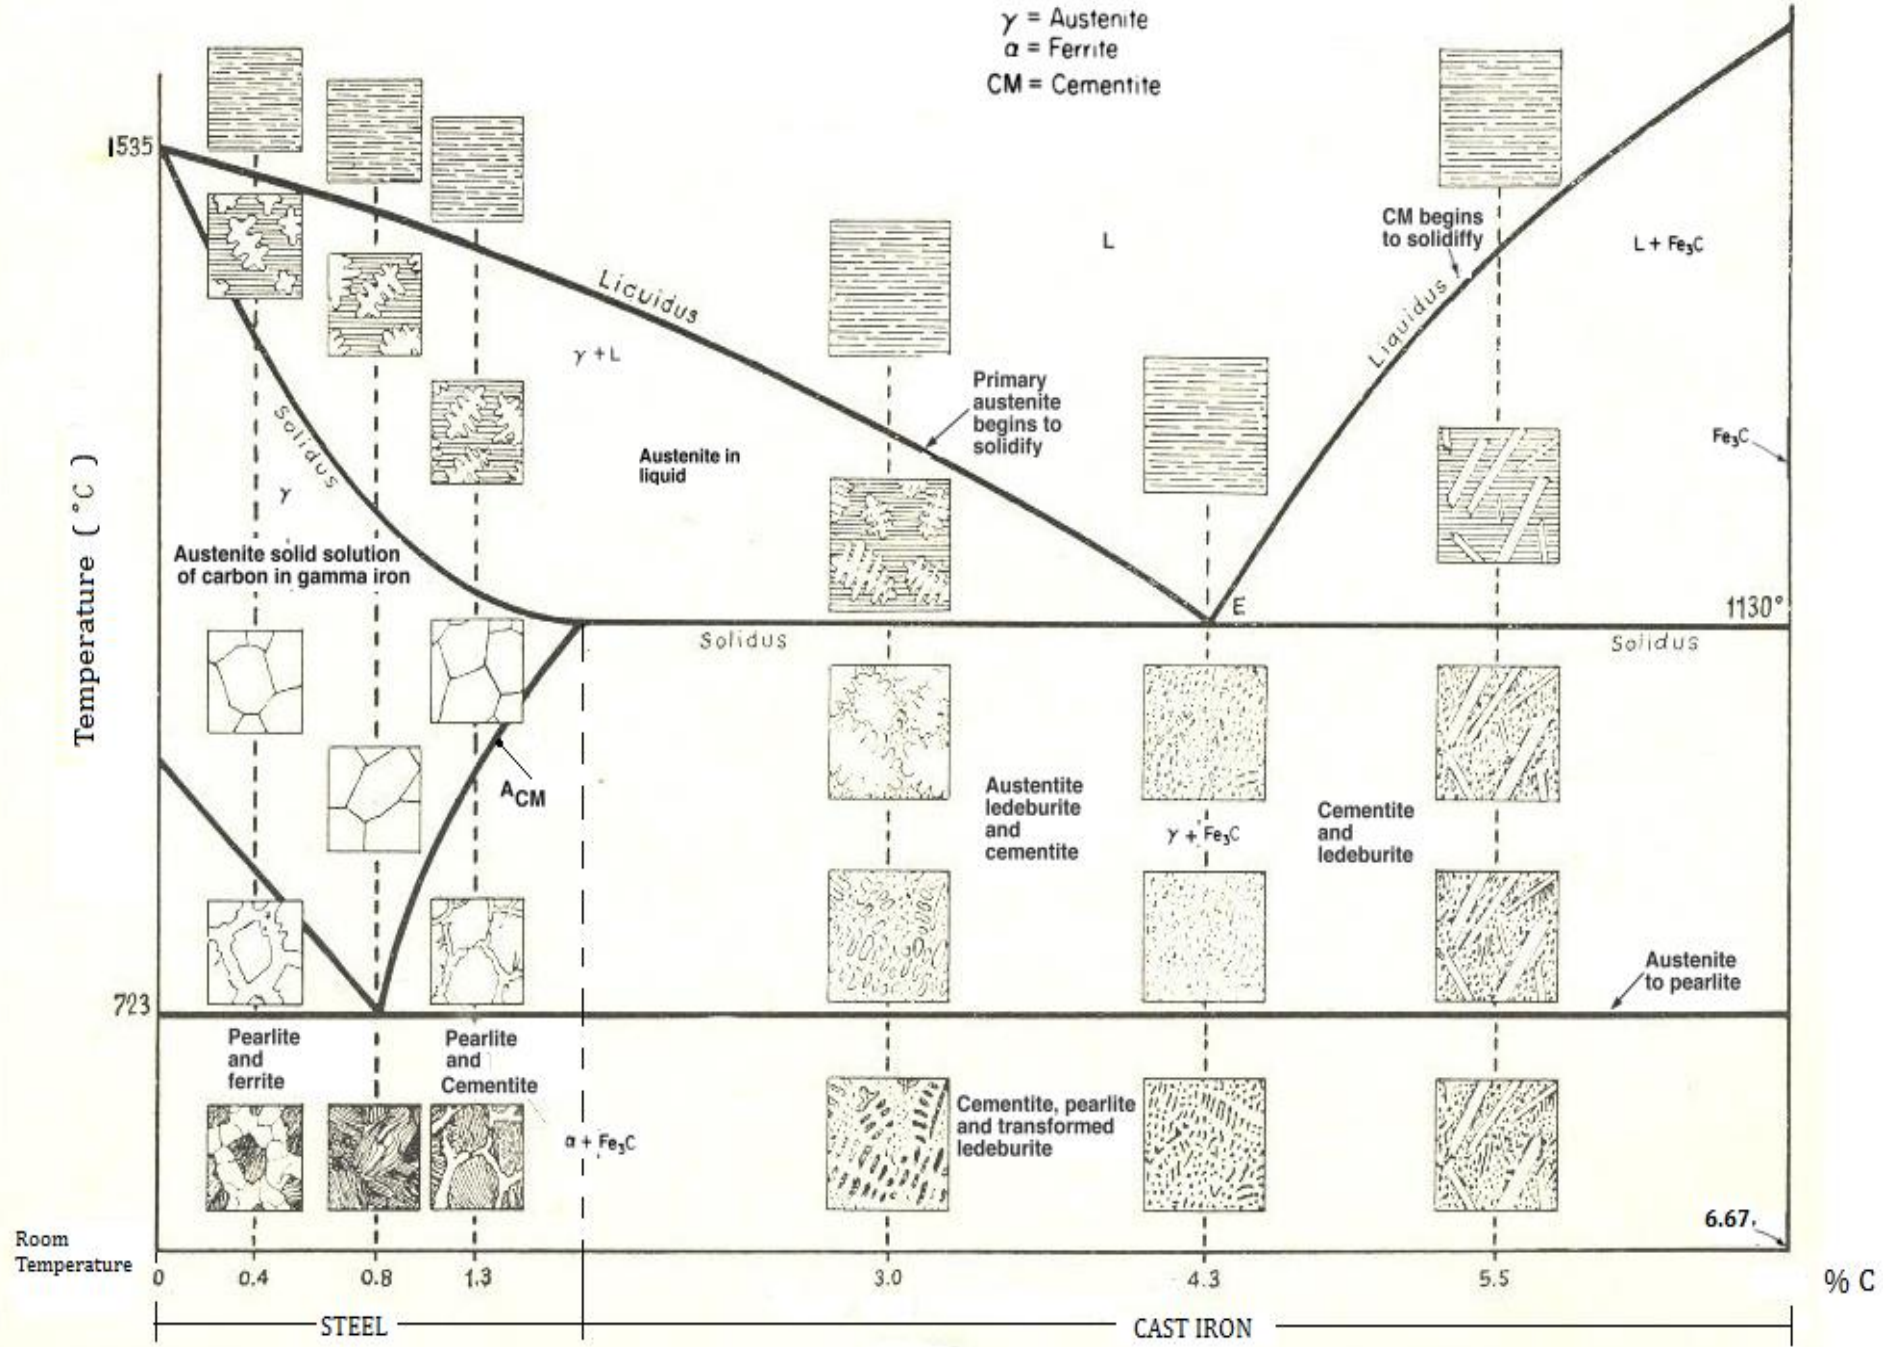 γ = Austenite
α = Ferrite
CM = Cementite
1535
Liquidus
γ + L
Solidus
γ
Austenite solid solution
of carbon in gamma iron
Austenite in
liquid
Primary
austenite
begins to
solidify
L
CM begins
to solidiffy
Liquidus
L + Fe₃C
Fe₃C
E
1130°
Solidus
Solidus
Temperature ( °C )
ACM
Austentite
ledeburite
and
cementite
γ + Fe₃C
Cementite
and
ledeburite
Austenite
to pearlite
723
Pearlite
and
ferrite
Pearlite
and
Cementite
α + Fe₃C
Cementite, pearlite
and transformed
ledeburite
6.67
Room
Temperature
0 0.4 0.8 1.3 3.0 4.3 5.5 % C
STEEL CAST IRON